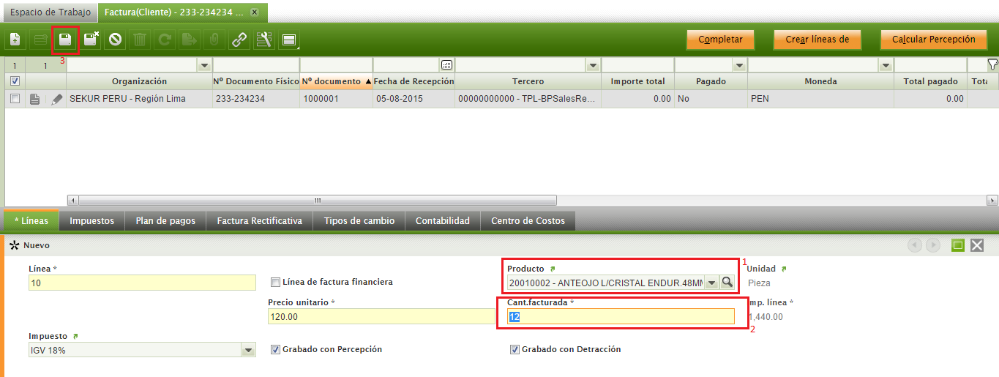 Espacio de Trabajo Factura(Cliente) - 233-234234 ...
Completar Crear líneas de Calcular Percepción
3
1 1
Organización Nº Documento Físico Nº documento Fecha de Recepción Tercero Importe total Pagado Moneda Total pagado Tota
SEKUR PERU - Región Lima 233-234234 1000001 05-08-2015 00000000000 - TPL-BPSalesRe... 0.00 No PEN 0.00
* Líneas Impuestos Plan de pagos Factura Rectificativa Tipos de cambio Contabilidad Centro de Costos
Nuevo
1
Línea * Producto Unidad
10 Línea de factura financiera 20010002 - ANTEOJO L/CRISTAL ENDUR.48MM Pieza
Precio unitario * Cant.facturada * mp. línea *
120.00 12 1,440.00
2
Impuesto
IGV 18% Grabado con Percepción Grabado con Detracción